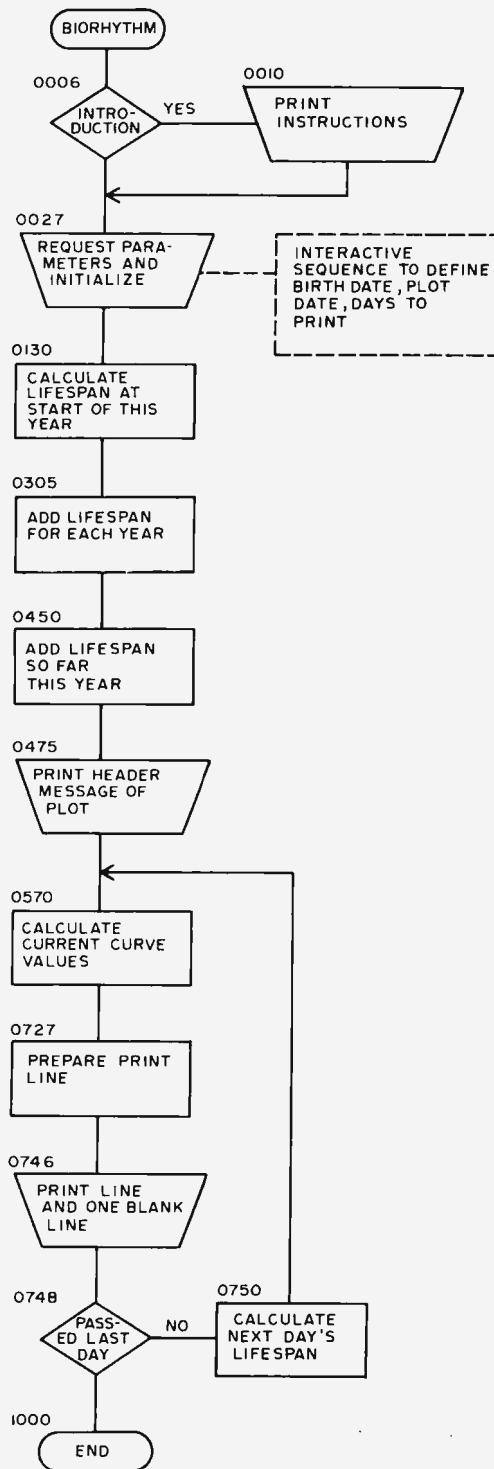 BIORHYTHM
0006
INTRO-
DUCTION
YES
0010
PRINT
INSTRUCTIONS
0027
REQUEST PARA-
METERS AND
INITIALIZE
INTERACTIVE
SEQUENCE TO DEFINE
BIRTH DATE, PLOT
DATE, DAYS TO
PRINT
0130
CALCULATE
LIFESPAN AT
START OF THIS
YEAR
0305
ADD LIFESPAN
FOR EACH YEAR
0450
ADD LIFESPAN
SO FAR
THIS YEAR
0475
PRINT HEADER
MESSAGE OF
PLOT
0570
CALCULATE
CURRENT CURVE
VALUES
0727
PREPARE PRINT
LINE
0746
PRINT LINE
AND ONE BLANK
LINE
0748
PASS-
ED LAST
DAY
NO
0750
CALCULATE
NEXT DAY'S
LIFESPAN
1000
END